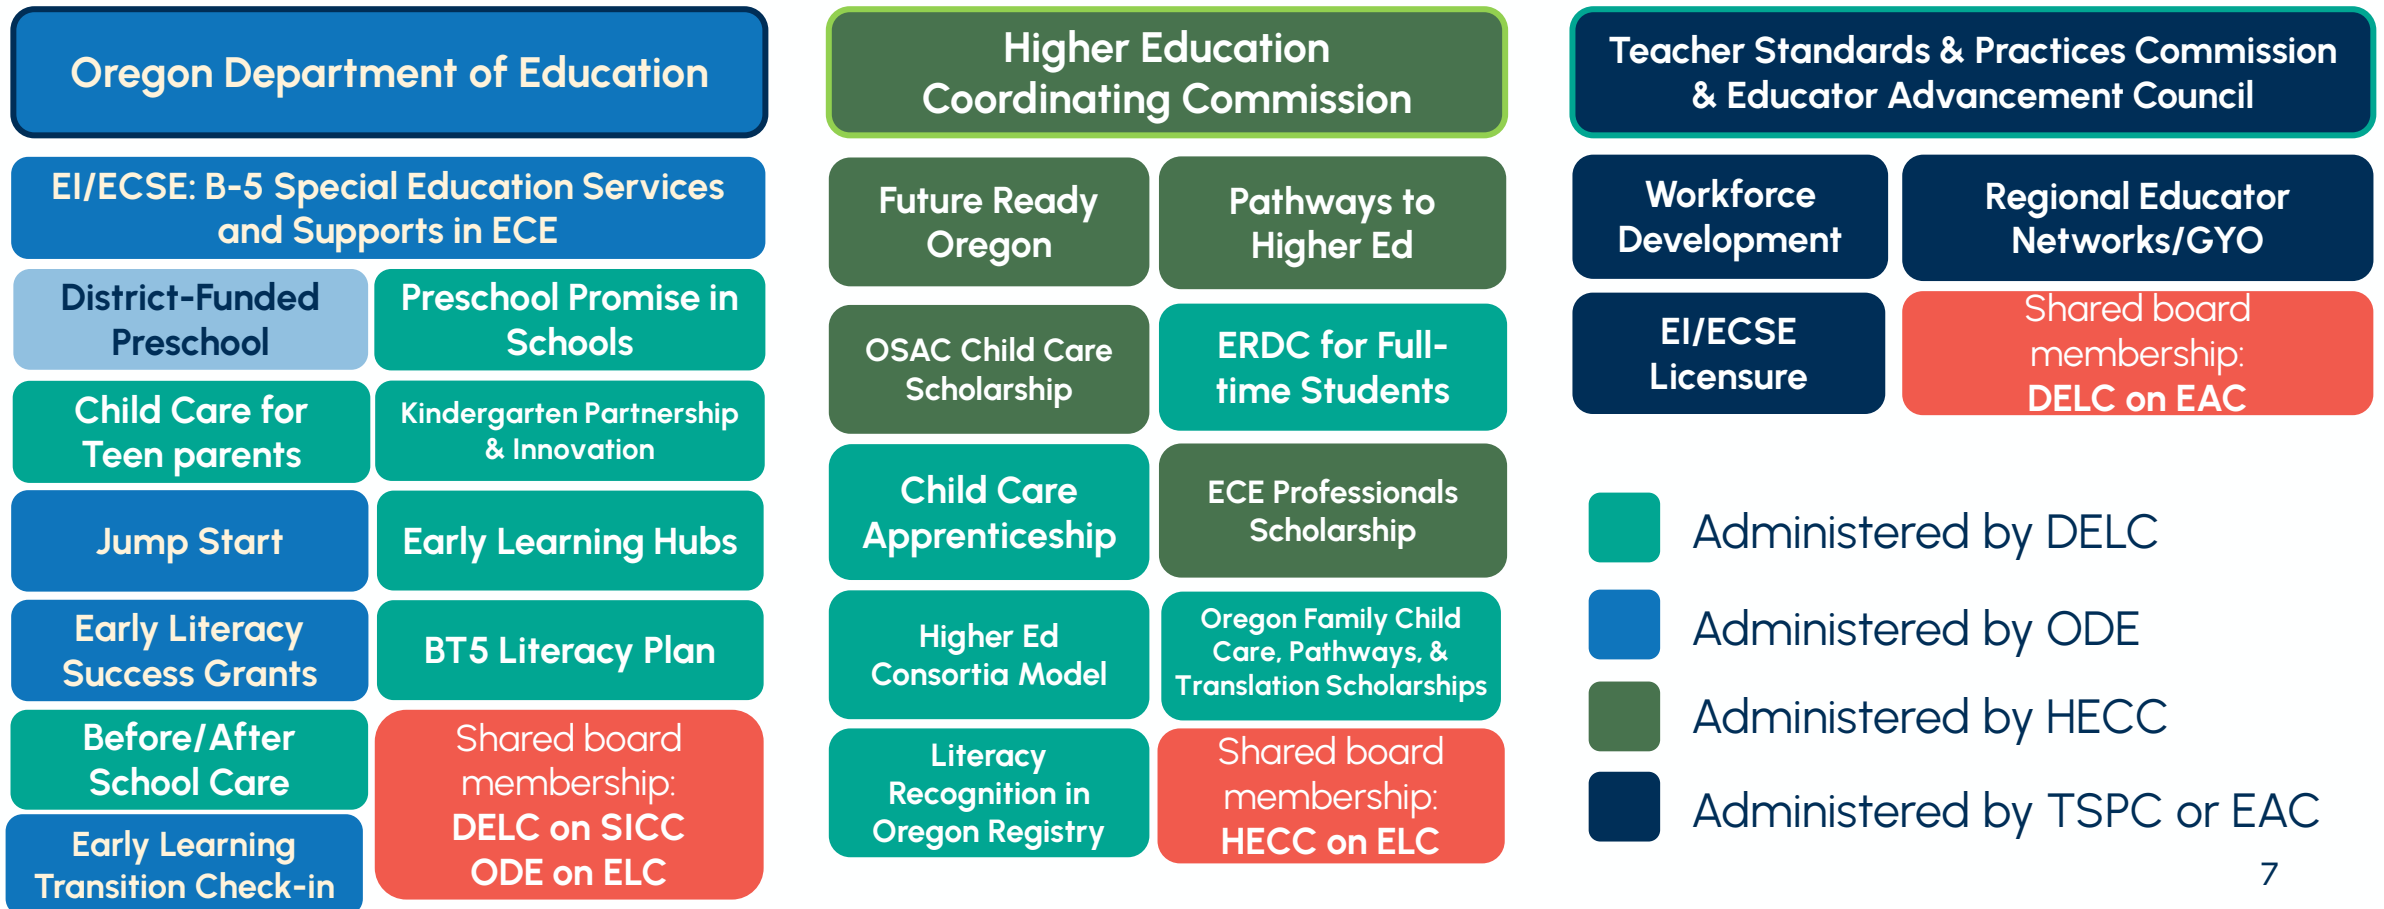 Oregon Department of Education
EI/ECSE: B-5 Special Education Services
and Supports in ECE
District-Funded
Preschool
Preschool Promise in
Schools
Child Care for
Teen parents
Kindergarten Partnership
& Innovation
Jump Start
Early Learning Hubs
Early Literacy
Success Grants
BT5 Literacy Plan
Before/After
School Care
Shared board
membership:
DELC on SICC
ODE on ELC
Early Learning
Transition Check-in
Higher Education
Coordinating Commission
Future Ready
Oregon
Pathways to
Higher Ed
OSAC Child Care
Scholarship
ERDC for Full-
time Students
Child Care
Apprenticeship
ECE Professionals
Scholarship
Higher Ed
Consortia Model
Oregon Family Child
Care, Pathways, &
Translation Scholarships
Literacy
Recognition in
Oregon Registry
Shared board
membership:
HECC on ELC
Teacher Standards & Practices Commission
& Educator Advancement Council
Workforce
Development
Regional Educator
Networks/GYO
EI/ECSE
Licensure
Shared board
membership:
DELC on EAC
Administered by DELC
Administered by ODE
Administered by HECC
Administered by TSPC or EAC
7